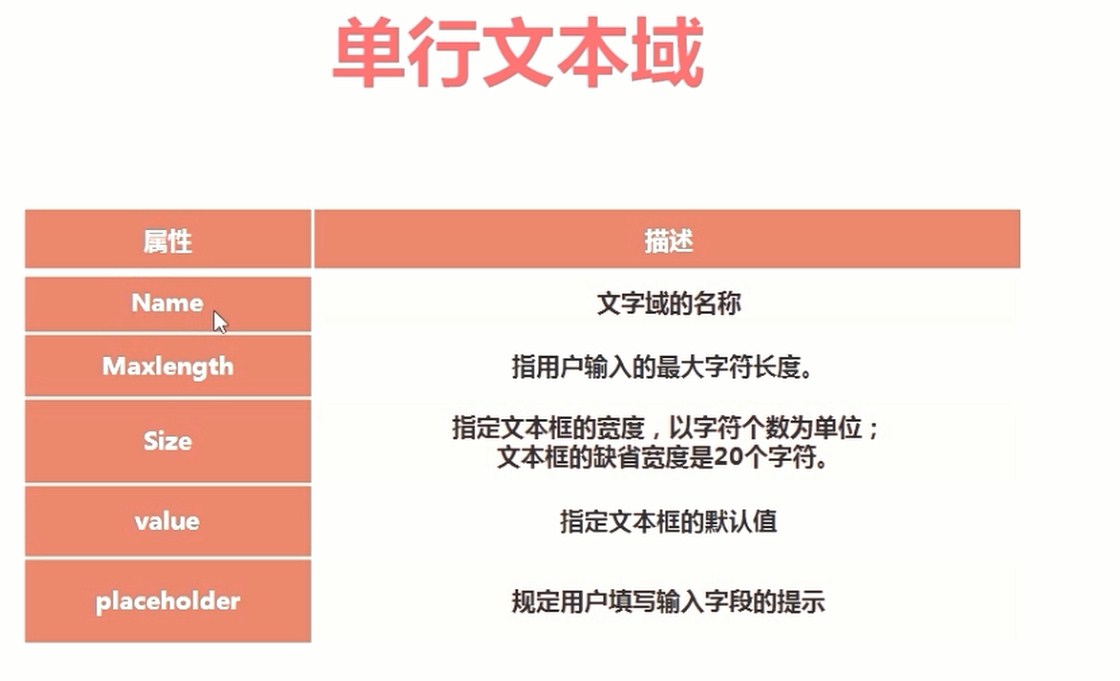 单行文本域
属性
描述
Name
文字域的名称
Maxlength
指用户输入的最大字符长度。
Size
指定文本框的宽度，以字符个数为单位；
文本框的缺省宽度是20个字符。
value
指定文本框的默认值
placeholder
规定用户填写输入字段的提示